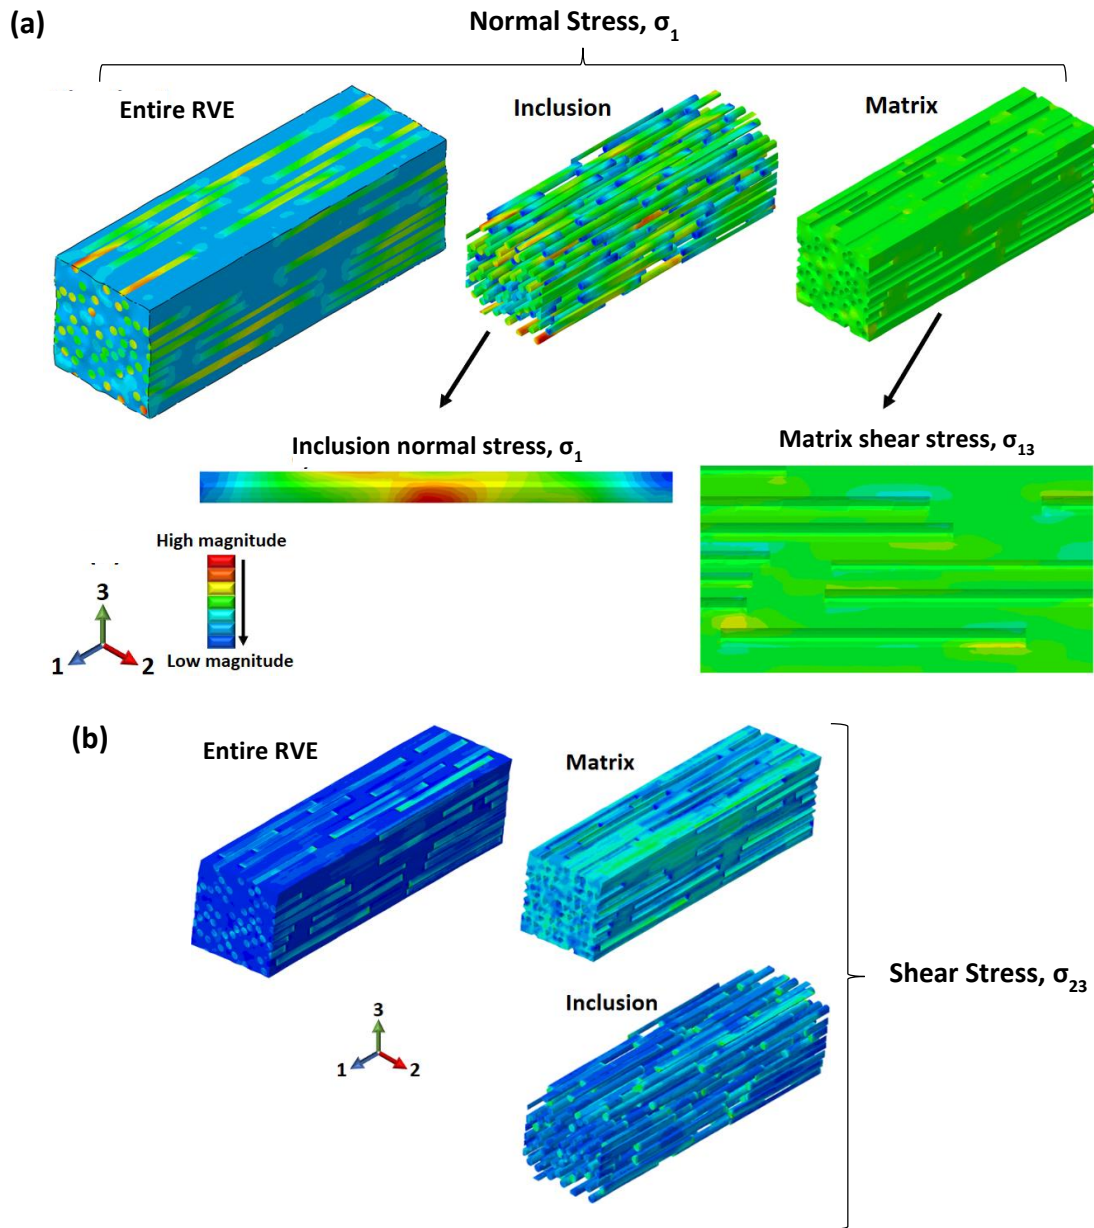 (a)
Normal Stress, σ₁
Entire RVE
Inclusion
Matrix
Inclusion normal stress, σ₁
Matrix shear stress, σ₁₃
High magnitude
Low magnitude
3
1
2
(b)
Entire RVE
Matrix
Inclusion
Shear Stress, σ₂₃
3
1
2